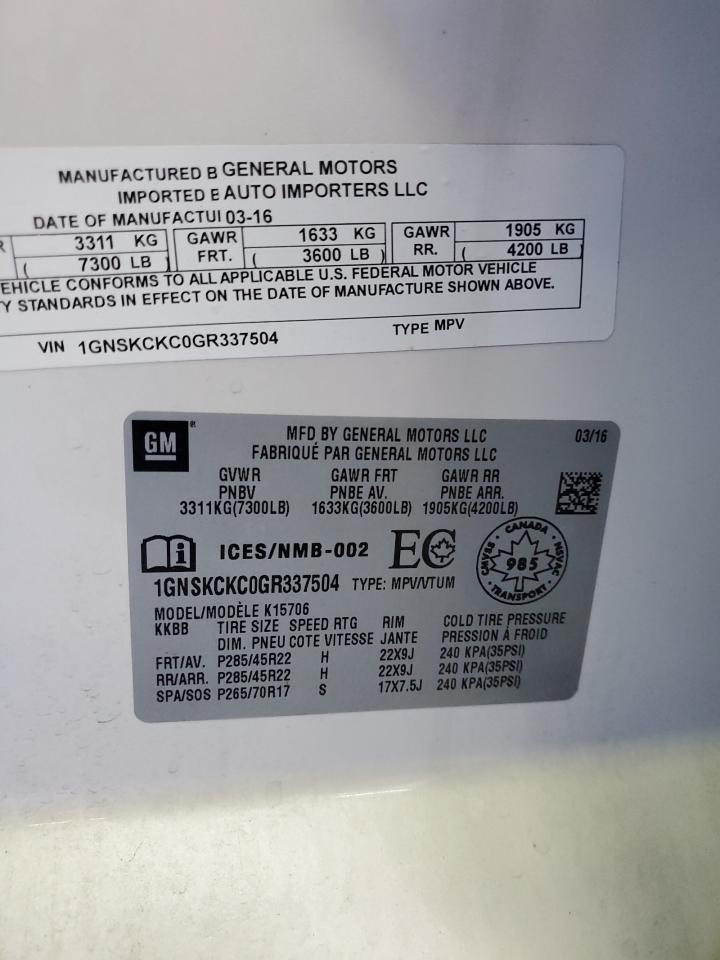 MANUFACTURED B GENERAL MOTORS
IMPORTED E AUTO IMPORTERS LLC
DATE OF MANUFACTUI 03-16
R 3311 KG GAWR 1633 KG GAWR 1905 KG
( 7300 LB ) FRT. ( 3600 LB ) RR. ( 4200 LB )
EHICLE CONFORMS TO ALL APPLICABLE U.S. FEDERAL MOTOR VEHICLE
Y STANDARDS IN EFFECT ON THE DATE OF MANUFACTURE SHOWN ABOVE.
VIN 1GNSKCKC0GR337504 TYPE MPV
GM ® MFD BY GENERAL MOTORS LLC 03/16
FABRIQUÉ PAR GENERAL MOTORS LLC
GVWR GAWR FRT GAWR RR
PNBV PNBE AV. PNBE ARR.
3311KG(7300LB) 1633KG(3600LB) 1905KG(4200LB)
i ICES/NMB-002 EC CANADA CMVSS NSVAC 985 TRANSPORT
1GNSKCKC0GR337504 TYPE: MPV/VTUM
MODEL/MODÈLE K15706
KKBB TIRE SIZE SPEED RTG RIM COLD TIRE PRESSURE
DIM. PNEU COTE VITESSE JANTE PRESSION À FROID
FRT/AV. P285/45R22 H 22X9J 240 KPA(35PSI)
RR/ARR. P285/45R22 H 22X9J 240 KPA(35PSI)
SPA/SOS P265/70R17 S 17X7.5J 240 KPA(35PSI)